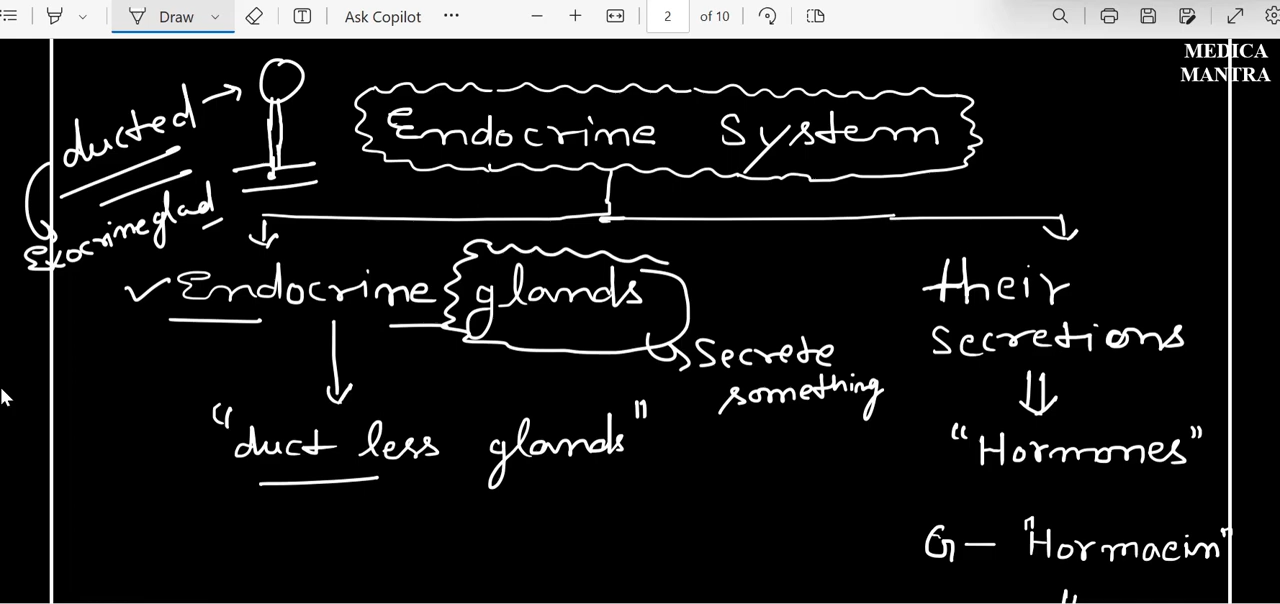 Draw
Ask Copilot
2 of 10
MEDICA
MANTRA
ducted
Exocrine glad
Endocrine System
Endocrine glands
Secrete
something
"duct less glands"
their
secretions
"Hormones"
G — "Hormacin"